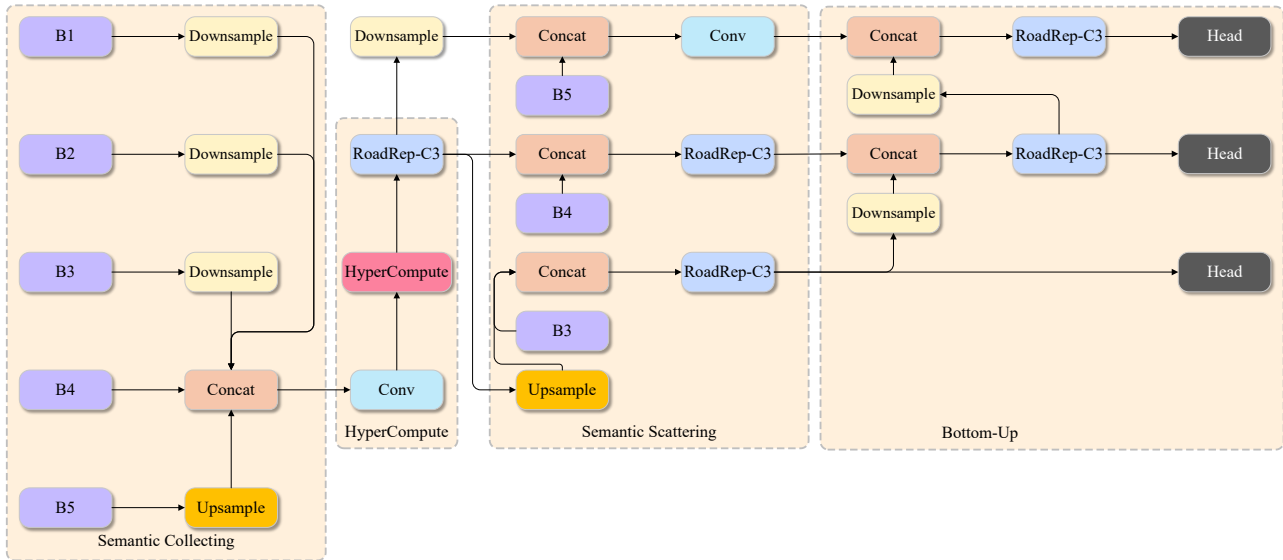 B1
Downsample
B2
Downsample
B3
Downsample
B4
Concat
B5
Upsample
Semantic Collecting
Downsample
RoadRep-C3
HyperCompute
Conv
HyperCompute
Concat
Conv
B5
Concat
RoadRep-C3
B4
Concat
RoadRep-C3
B3
Upsample
Semantic Scattering
Concat
RoadRep-C3
Head
Downsample
Concat
RoadRep-C3
Head
Downsample
Head
Bottom-Up